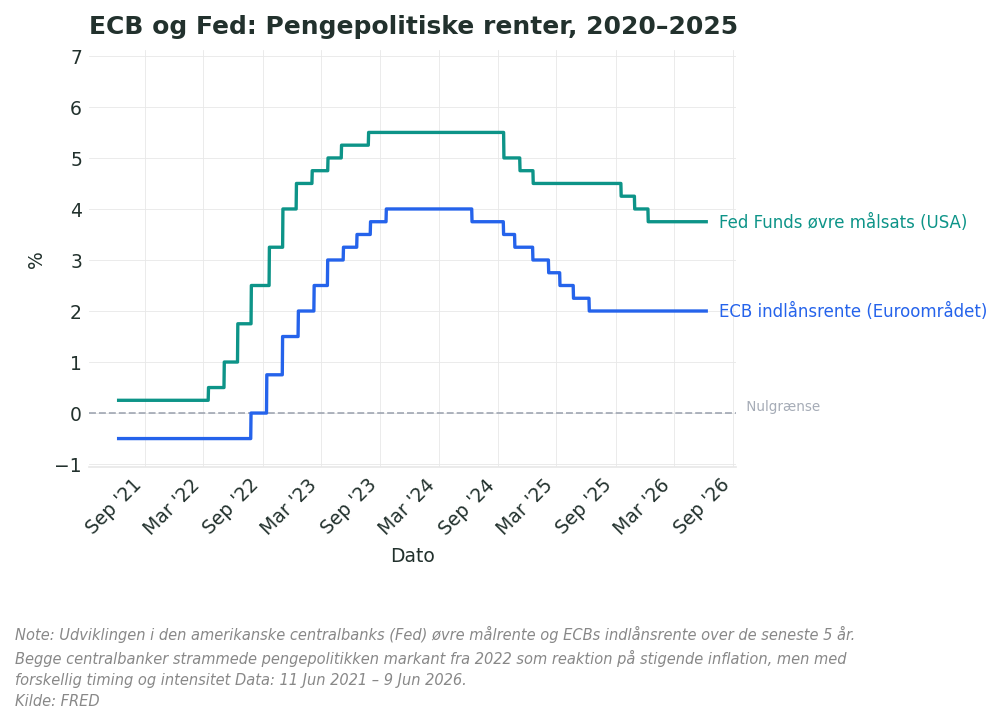 ECB og Fed: Pengepolitiske renter, 2020–2025
7
6
5
4
3
2
1
0
−1
%
Fed Funds øvre målsats (USA)
ECB indlånsrente (Euroområdet)
Nulgrænse
Sep '21
Mar '22
Sep '22
Mar '23
Sep '23
Mar '24
Sep '24
Mar '25
Sep '25
Mar '26
Sep '26
Dato
Note: Udviklingen i den amerikanske centralbanks (Fed) øvre målrente og ECBs indlånsrente over de seneste 5 år.
Begge centralbanker strammede pengepolitikken markant fra 2022 som reaktion på stigende inflation, men med
forskellig timing og intensitet Data: 11 Jun 2021 – 9 Jun 2026.
Kilde: FRED